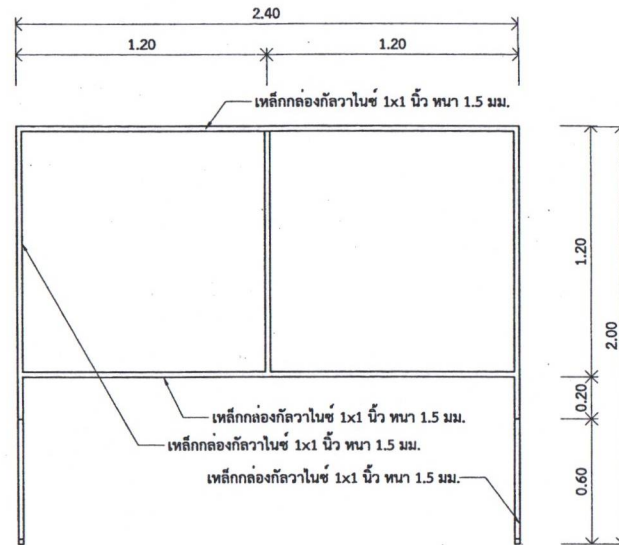 2.40
1.20 1.20
เหล็กกล่องกัลวาไนซ์ 1x1 นิ้ว หนา 1.5 มม.
1.20
2.00
0.20
เหล็กกล่องกัลวาไนซ์ 1x1 นิ้ว หนา 1.5 มม.
เหล็กกล่องกัลวาไนซ์ 1x1 นิ้ว หนา 1.5 มม.
เหล็กกล่องกัลวาไนซ์ 1x1 นิ้ว หนา 1.5 มม.
0.60